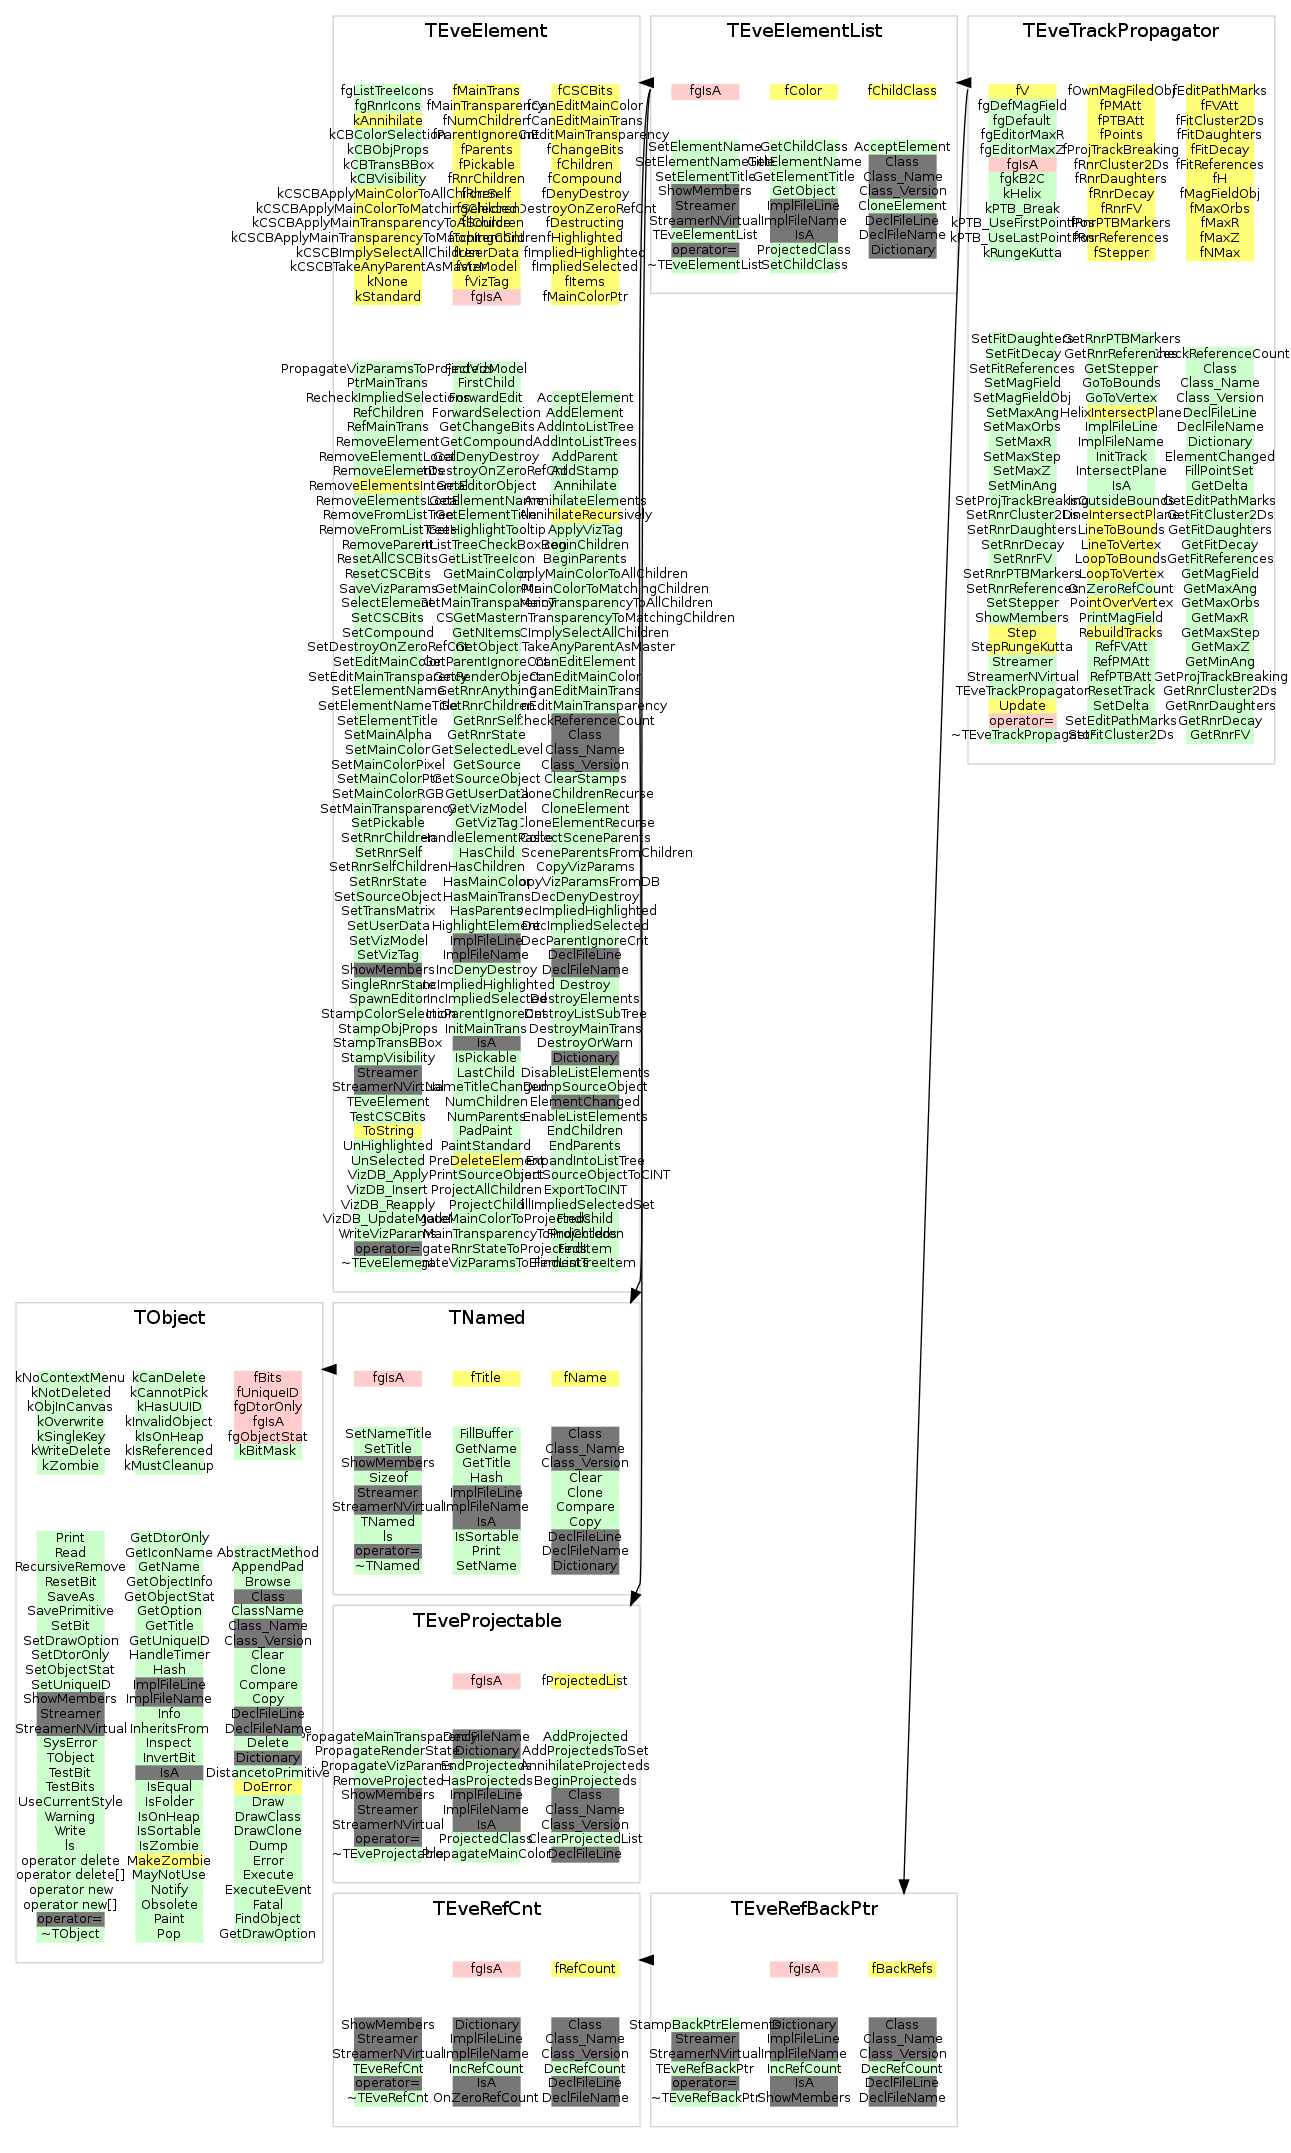 TEveElement
fgListTreeIcons fMainTrans fCSCBits
fgRnrIcons fMainTransparency fCanEditMainColor
kAnnihilate fNumChildren fCanEditMainTrans
kCBColorSelection EditMainTransparency
kCBObjProps fParents fChangeBits
kCBTransBBox fPickable fChildren
kCBVisibility fRnrChildren fCompound
kCSCBApplyMainColorToAllChildren fRnrSelf fDenyDestroy
kCSCBApplyMainColorToMatchingChildren DestroyOnZeroRefCnt
kCSCBApplyMainTransparencyToAllChildren fSource fDestructing
kCSCBApplyMainTransparencyToMatchingChildren fHighlighted
kCSCBImplySelectAllChildren fUserData fImpliedHighlighted
kCSCBTakeAnyParentAsMaster fVizModel fImpliedSelected
kNone fVizTag fItems
kStandard fgIsA fMainColorPtr
PropagateVizParamsToProjecteds FindVizModel
PtrMainTrans FirstChild
RecheckImpliedSelections ForwardEdit AcceptElement
RefChildren ForwardSelection AddElement
RefMainTrans GetChangeBits AddIntoListTree
RemoveElement GetCompound AddIntoListTrees
RemoveElementLocal GetDenyDestroy AddParent
RemoveElements DestroyOnZeroRefCnt AddStamp
RemoveElementsInternal GetEditorObject Annihilate
RemoveElementsLocal GetElementName AnnihilateElements
RemoveFromListTree GetElementTitle AnnihilateRecursively
RemoveFromListTrees GetHighlightTooltip ApplyVizTag
RemoveParent ListTreeCheckBoxIcon BeginChildren
ResetAllCSCBits GetListTreeIcon BeginParents
ResetCSCBits GetMainColor plyMainColorToAllChildren
SaveVizParams GetMainColorPtr MainColorToMatchingChildren
SelectElement GetMainTransparency MainTransparencyToAllChildren
SetCSCBits GetMaster TransparencyToMatchingChildren
SetCompound GetNItems ImplySelectAllChildren
SetDestroyOnZeroRefCnt GetObject TakeAnyParentAsMaster
SetEditMainColor GetParentIgnoreCnt CanEditElement
SetEditMainTransparency GetRenderObject CanEditMainColor
SetElementName GetRnrAnything CanEditMainTrans
SetElementNameTitle GetRnrChildren EditMainTransparency
SetElementTitle GetRnrSelf CheckReferenceCount
SetMainAlpha GetRnrState Class
SetMainColor GetSelectedLevel Class_Name
SetMainColorPixel GetSource Class_Version
SetMainColorPtr GetSourceObject ClearStamps
SetMainColorRGB GetUserData CloneChildrenRecurse
SetMainTransparency GetVizModel CloneElement
SetPickable GetVizTag CloneElementRecurse
SetRnrChildren HandleElementPaste CollectSceneParents
SetRnrSelf HasChild SceneParentsFromChildren
SetRnrSelfChildren HasChildren CopyVizParams
SetRnrState HasMainColor CopyVizParamsFromDB
SetSourceObject HasMainTrans DecDenyDestroy
SetTransMatrix HasParents DecImpliedHighlighted
SetUserData HighlightElement DecImpliedSelected
SetVizModel ImplFileLine DecParentIgnoreCnt
SetVizTag ImplFileName DeclFileLine
ShowMembers IncDenyDestroy DeclFileName
SingleRnrState IncImpliedHighlighted Destroy
SpawnEditor IncImpliedSelected DestroyElements
StampColorSelection IncParentIgnoreCnt DestroyListSubTree
StampObjProps InitMainTrans DestroyMainTrans
StampTransBBox IsA DestroyOrWarn
StampVisibility IsPickable Dictionary
Streamer LastChild DisableListElements
StreamerNVirtual NameTitleChanged DumpSourceObject
TEveElement NumChildren ElementChanged
TestCSCBits NumParents EnableListElements
ToString PadPaint EndChildren
UnHighlighted PaintStandard EndParents
UnSelected PreDeleteElement ExpandIntoListTree
VizDB_Apply PrintSourceObject SourceObjectToCINT
VizDB_Insert ProjectAllChildren ExportToCINT
VizDB_Reapply ProjectChild FillImpliedSelectedSet
VizDB_UpdateModel MainColorToProjecteds FindChild
WriteVizParams MainTransparencyToProjecteds FindChildren
operator= gateRnrStateToProjecteds FindItem
~TEveElement gateVizParamsToElements FindListTreeItem
TEveElementList
fgIsA fColor fChildClass
SetElementName GetChildClass AcceptElement
SetElementNameTitle GetElementName Class
SetElementTitle GetElementTitle Class_Name
ShowMembers GetObject Class_Version
Streamer ImplFileLine CloneElement
StreamerNVirtual ImplFileName DeclFileLine
TEveElementList IsA DeclFileName
operator= ProjectedClass Dictionary
~TEveElementList SetChildClass
TEveTrackPropagator
fV fOwnMagFiledObj fEditPathMarks
fgDefMagField fPMAtt fFVAtt
fgDefault fPTBAtt fFitCluster2Ds
fgEditorMaxR fPoints fFitDaughters
fgEditorMaxZ fProjTrackBreaking fFitDecay
fgIsA fRnrCluster2Ds fFitReferences
fgkB2C fRnrDaughters fH
kHelix fRnrDecay fMagFieldObj
kPTB_Break fRnrFV fMaxOrbs
kPTB_UseFirstPointPos fRnrPTBMarkers fMaxR
kPTB_UseLastPointPos fRnrReferences fMaxZ
kRungeKutta fStepper fNMax
SetFitDaughters GetRnrPTBMarkers
SetFitDecay GetRnrReferences CheckReferenceCount
SetFitReferences GetStepper Class
SetMagField GoToBounds Class_Name
SetMagFieldObj GoToVertex Class_Version
SetMaxAng HelixIntersectPlane DeclFileLine
SetMaxOrbs ImplFileLine DeclFileName
SetMaxR ImplFileName Dictionary
SetMaxStep InitTrack ElementChanged
SetMaxZ IntersectPlane FillPointSet
SetMinAng IsA GetDelta
SetProjTrackBreaking IsOutsideBounds GetEditPathMarks
SetRnrCluster2Ds LineIntersectPlane GetFitCluster2Ds
SetRnrDaughters LineToBounds GetFitDaughters
SetRnrDecay LineToVertex GetFitDecay
SetRnrFV LoopToBounds GetFitReferences
SetRnrPTBMarkers LoopToVertex GetMagField
SetRnrReferences OnZeroRefCount GetMaxAng
SetStepper PointOverVertex GetMaxOrbs
ShowMembers PrintMagField GetMaxR
Step RebuildTracks GetMaxStep
StepRungeKutta RefFVAtt GetMaxZ
Streamer RefPMAtt GetMinAng
StreamerNVirtual RefPTBAtt GetProjTrackBreaking
TEveTrackPropagator ResetTrack GetRnrCluster2Ds
Update SetDelta GetRnrDaughters
operator= SetEditPathMarks GetRnrDecay
~TEveTrackPropagator SetFitCluster2Ds GetRnrFV
TObject
kNoContextMenu kCanDelete fBits
kNotDeleted kCannotPick fUniqueID
kObjInCanvas kHasUUID fgDtorOnly
kOverwrite kInvalidObject fgIsA
kSingleKey kIsOnHeap fgObjectStat
kWriteDelete kIsReferenced kBitMask
kZombie kMustCleanup
Print GetDtorOnly
Read GetIconName AbstractMethod
RecursiveRemove GetName AppendPad
ResetBit GetObjectInfo Browse
SaveAs GetObjectStat Class
SavePrimitive GetOption ClassName
SetBit GetTitle Class_Name
SetDrawOption GetUniqueID Class_Version
SetDtorOnly HandleTimer Clear
SetObjectStat Hash Clone
SetUniqueID ImplFileLine Compare
ShowMembers ImplFileName Copy
Streamer Info DeclFileLine
StreamerNVirtual InheritsFrom DeclFileName
SysError Inspect Delete
TObject InvertBit Dictionary
TestBit IsA DistancetoPrimitive
TestBits IsEqual DoError
UseCurrentStyle IsFolder Draw
Warning IsOnHeap DrawClass
Write IsSortable DrawClone
ls IsZombie Dump
operator delete MakeZombie Error
operator delete[] MayNotUse Execute
operator new Notify ExecuteEvent
operator new[] Obsolete Fatal
operator= Paint FindObject
~TObject Pop GetDrawOption
TNamed
fgIsA fTitle fName
SetNameTitle FillBuffer Class
SetTitle GetName Class_Name
ShowMembers GetTitle Class_Version
Sizeof Hash Clear
Streamer ImplFileLine Clone
StreamerNVirtual ImplFileName Compare
TNamed IsA Copy
ls IsSortable DeclFileLine
operator= Print DeclFileName
~TNamed SetName Dictionary
TEveProjectable
fgIsA fProjectedList
PropagateMainTransparency DeclFileName AddProjected
PropagateRenderState Dictionary AddProjectedsToSet
PropagateVizParams EndProjecteds AnnihilateProjecteds
RemoveProjected HasProjecteds BeginProjecteds
ShowMembers ImplFileLine Class
Streamer ImplFileName Class_Name
StreamerNVirtual IsA Class_Version
operator= ProjectedClass ClearProjectedList
~TEveProjectable PropagateMainColor DeclFileLine
TEveRefCnt
fgIsA fRefCount
ShowMembers Dictionary Class
Streamer ImplFileLine Class_Name
StreamerNVirtual ImplFileName Class_Version
TEveRefCnt IncRefCount DecRefCount
operator= IsA DeclFileLine
~TEveRefCnt OnZeroRefCount DeclFileName
TEveRefBackPtr
fgIsA fBackRefs
StampBackPtrElements Dictionary Class
Streamer ImplFileLine Class_Name
StreamerNVirtual ImplFileName Class_Version
TEveRefBackPtr IncRefCount DecRefCount
operator= IsA DeclFileLine
~TEveRefBackPtr ShowMembers DeclFileName